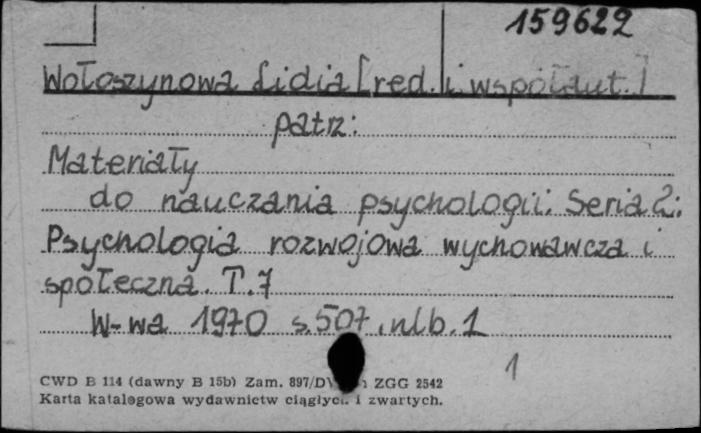 159622
Wołoszynowa Lidia [red. i współaut.]
patrz:
Materiały
do nauczania psychologii. Seria 2:
Psychologia rozwojowa wychowawcza i
społeczna. T. 7
W-wa 1970 s. 507, nlb. 1
1
CWD B 114 (dawny B 15b) Zam. 897/ ZGG 2542
Karta katalogowa wydawnictw ciągłych i zwartych.